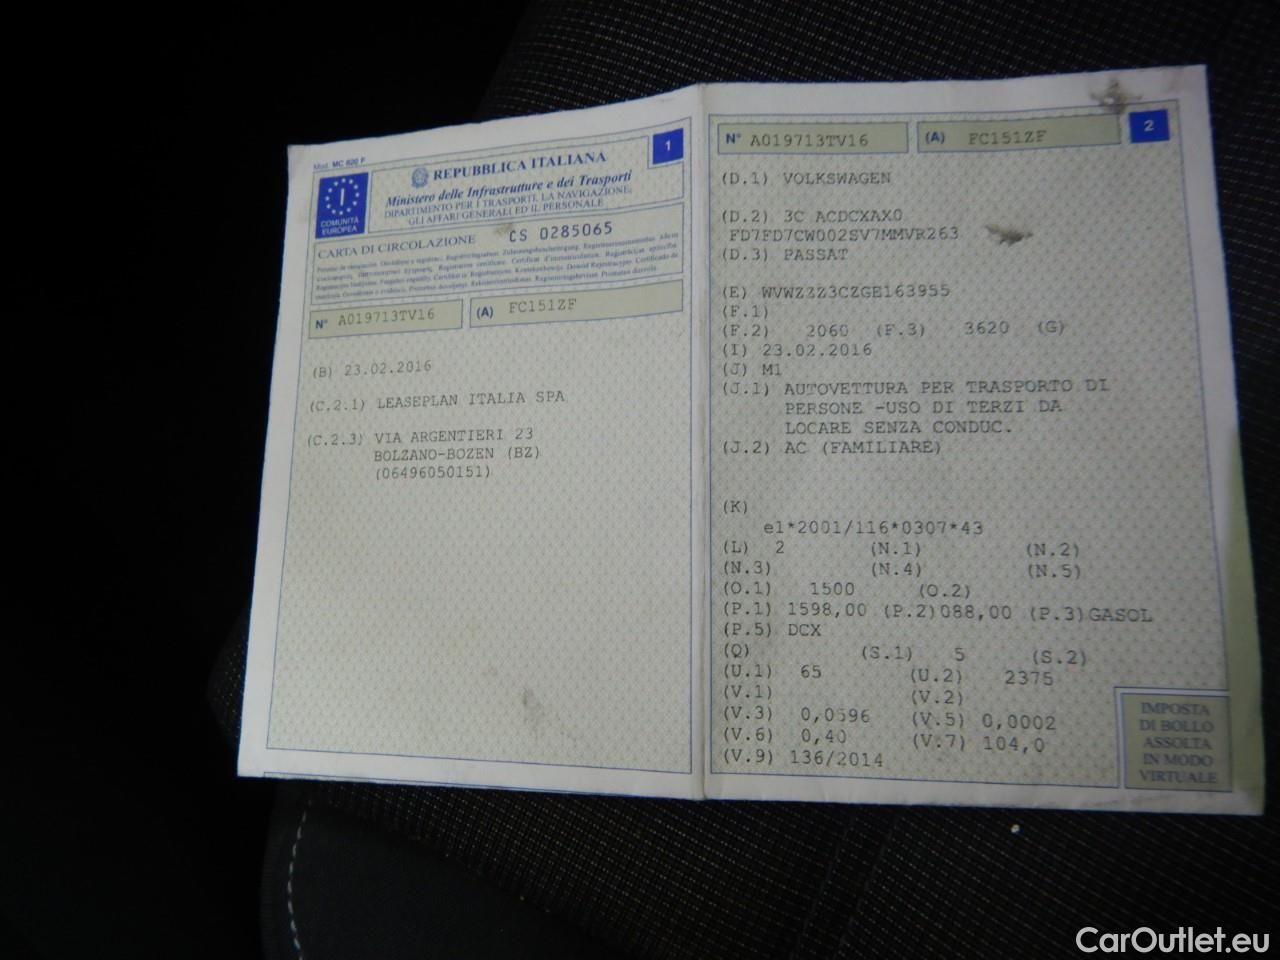 Mod. MC 820 F
1
I
COMUNITÀ
EUROPEA
REPUBBLICA ITALIANA
Ministero delle Infrastrutture e dei Trasporti
DIPARTIMENTO PER I TRASPORTI, LA NAVIGAZIONE,
GLI AFFARI GENERALI ED IL PERSONALE
CARTA DI CIRCOLAZIONE CS 0285065
N° A019713TV16 (A) FC151ZF
(B) 23.02.2016
(C.2.1) LEASEPLAN ITALIA SPA
(C.2.3) VIA ARGENTIERI 23
BOLZANO-BOZEN (BZ)
(06496050151)
N° A019713TV16 (A) FC151ZF 2
(D.1) VOLKSWAGEN
(D.2) 3C ACDCXAX0
FD7FD7CW002SV7MMVR263
(D.3) PASSAT
(E) WVWZZZ3CZGE163955
(F.1)
(F.2) 2060 (F.3) 3620 (G)
(I) 23.02.2016
(J) M1
(J.1) AUTOVETTURA PER TRASPORTO DI
PERSONE -USO DI TERZI DA
LOCARE SENZA CONDUC.
(J.2) AC (FAMILIARE)
(K)
e1*2001/116*0307*43
(L) 2 (N.1) (N.2)
(N.3) (N.4) (N.5)
(O.1) 1500 (O.2)
(P.1) 1598,00 (P.2)088,00 (P.3)GASOL
(P.5) DCX
(Q) (S.1) 5 (S.2)
(U.1) 65 (U.2) 2375
(V.1) (V.2)
(V.3) 0,0596 (V.5) 0,0002
(V.6) 0,40 (V.7) 104,0
(V.9) 136/2014
IMPOSTA
DI BOLLO
ASSOLTA
IN MODO
VIRTUALE
CarOutlet.eu